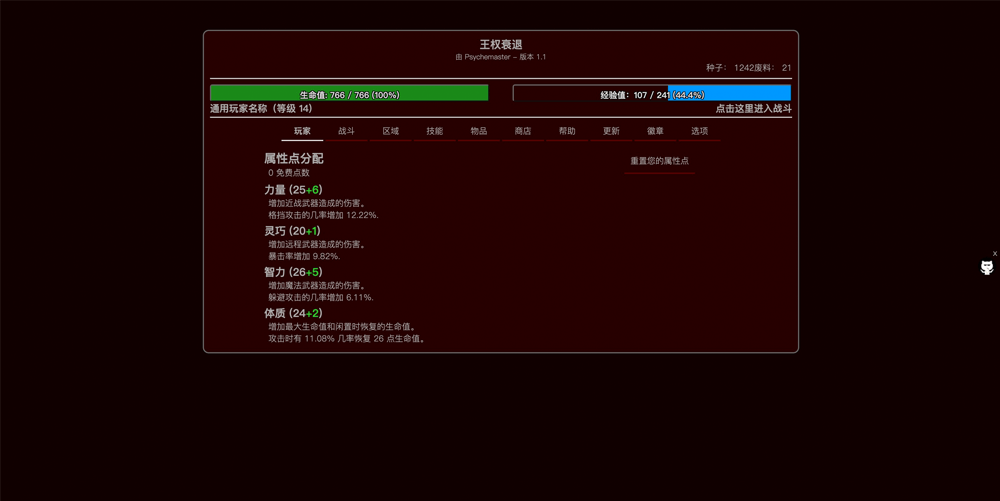 王权衰退
由 Psychemaster – 版本 1.1
种子： 1242废料： 21
生命值: 766 / 766 (100%)
经验值：107 / 241 (44.4%)
通用玩家名称（等级 14）
点击这里进入战斗
玩家 战斗 区域 技能 物品 商店 帮助 更新 徽章 选项
属性点分配
重置您的属性点
0 免费点数
力量 (25+6)
增加近战武器造成的伤害。
格挡攻击的几率增加 12.22%.
灵巧 (20+1)
增加远程武器造成的伤害。
暴击率增加 9.82%.
智力 (26+5)
增加魔法武器造成的伤害。
躲避攻击的几率增加 6.11%.
体质 (24+2)
增加最大生命值和闲置时恢复的生命值。
攻击时有 11.08% 几率恢复 26 点生命值。
x